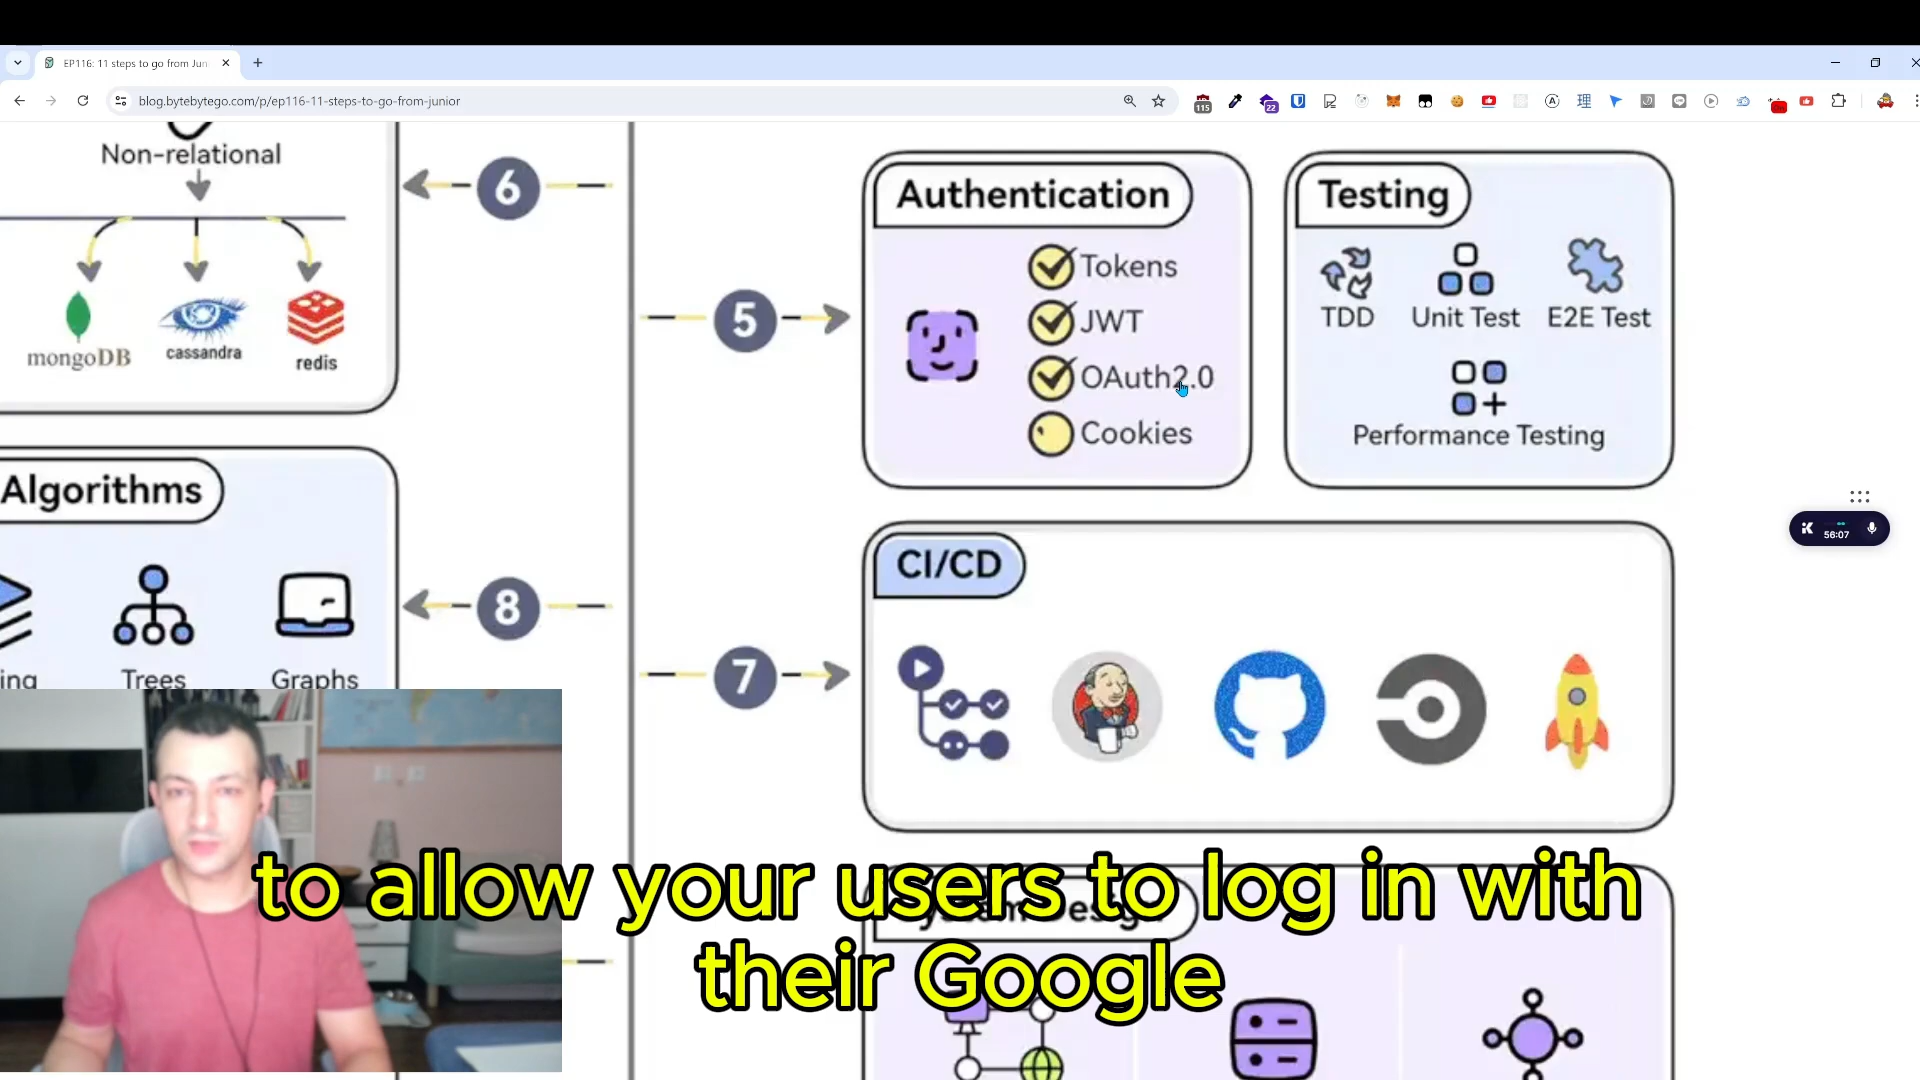 EP116: 11 steps to go from Jun
blog.bytebytego.com/p/ep116-11-steps-to-go-from-junior
115
22
Non-relational
mongoDB
cassandra
redis
6
5
Authentication
Tokens
JWT
OAuth2.0
Cookies
Testing
TDD
Unit Test
E2E Test
Performance Testing
56:07
Algorithms
ing
Trees
Graphs
8
7
CI/CD
to allow your users to log in with
their Google